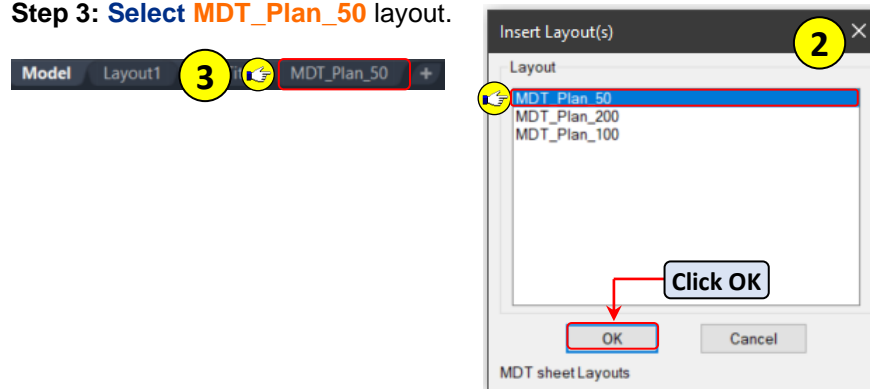 Step 3: Select MDT_Plan_50 layout.
Model Layout1 3 MDT_Plan_50 +
Insert Layout(s) 2
Layout
MDT_Plan_50
MDT_Plan_200
MDT_Plan_100
Click OK
OK Cancel
MDT sheet Layouts